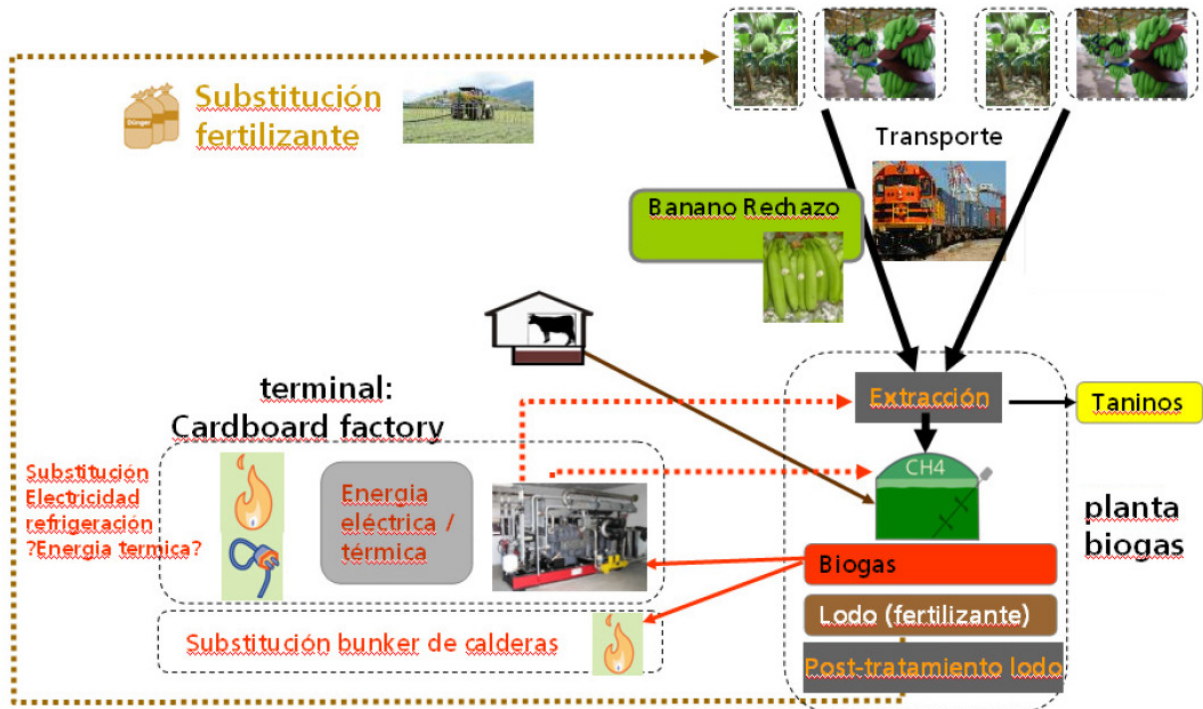 Substitución
fertilizante
Dünger
Transporte
Banano Rechazo
Extracción
Taninos
terminal:
Cardboard factory
CH4
Substitución
Electricidad
refrigeración
?Energia termica?
Energia
eléctrica /
térmica
planta
biogas
Biogas
Lodo (fertilizante)
Substitución bunker de calderas
Post-tratamiento lodo